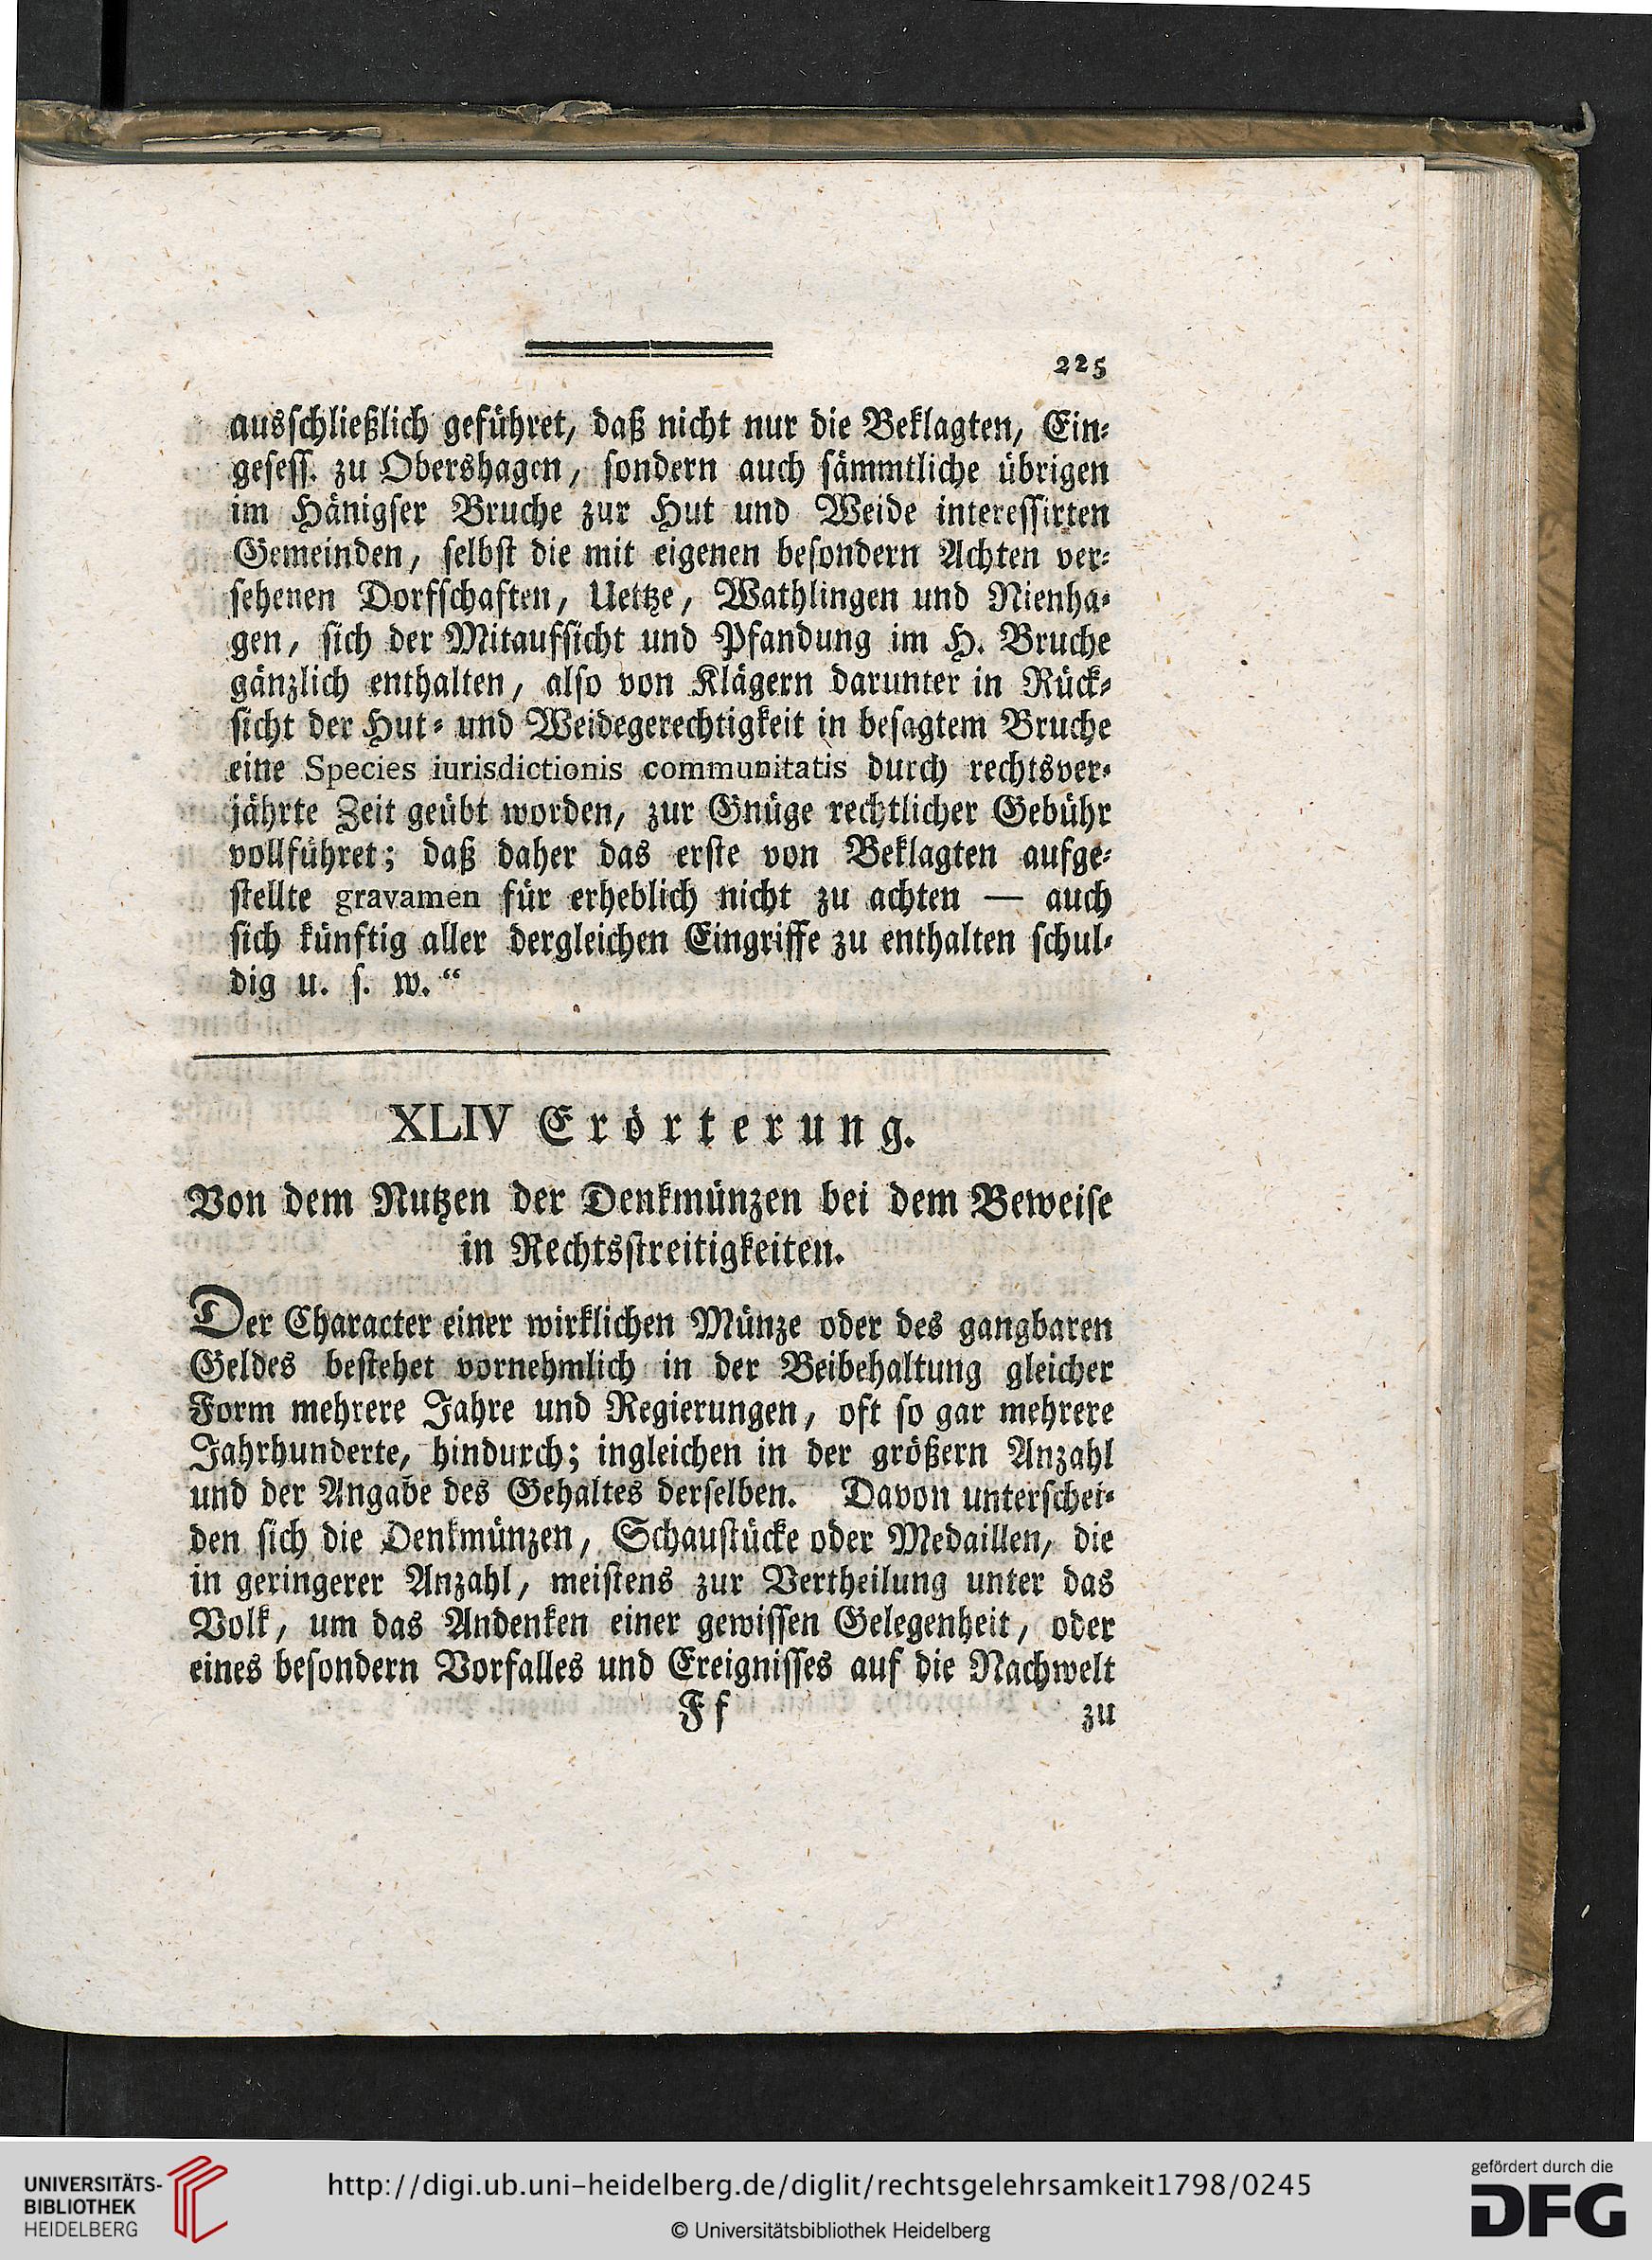 225
ausschließlich geführet, daß nicht nur die Beklagten, Ein-
gesess. zu Obershagen, sondern auch sämmtliche übrigen
im Hänigser Bruche zur Hut und Weide interessirten
Gemeinden, selbst die mit eigenen besondern Achten ver-
sehenen Dorfschaften, Uettze, Wathlingen und Nienha-
gen, sich der Mitaufsicht und Pfandung im H. Bruche
gänzlich enthalten, also von Klägern darunter in Rück-
sicht der Hut- und Weidegerechtigkeit in besagtem Bruche
eine Species iurisdictionis communitatis durch rechtsver-
jährte Zeit geübt worden, zur Gnüge rechtlicher Gebühr
vollführet; daß daher das erste von Beklagten aufge-
stellte gravamen für erheblich nicht zu achten — auch
sich künftig aller dergleichen Eingriffe zu enthalten schul-
dig u. s. w.“
XLIV Erörterung.
Von dem Nutzen der Denkmünzen bei dem Beweise
in Rechtsstreitigkeiten.
Der Character einer wirklichen Münze oder des gangbaren
Geldes bestehet vornehmlich in der Beibehaltung gleicher
Form mehrere Jahre und Regierungen, oft so gar mehrere
Jahrhunderte, hindurch; ingleichen in der größern Anzahl
und der Angabe des Gehaltes derselben. Davon unterschei-
den sich die Denkmünzen, Schaustücke oder Medaillen, die
in geringerer Anzahl, meistens zur Vertheilung unter das
Volk, um das Andenken einer gewissen Gelegenheit, oder
eines besondern Vorfalles und Ereignisses auf die Nachwelt
Ff zu
UNIVERSITÄTS-
BIBLIOTHEK
HEIDELBERG
http://digi.ub.uni-heidelberg.de/diglit/rechtsgelehrsamkeit1798/0245
© Universitätsbibliothek Heidelberg
gefördert durch die
DFG